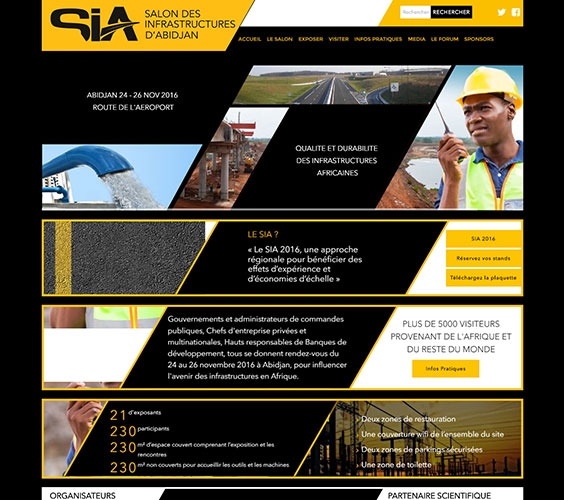 SiA
SALON DES
INFRASTRUCTURES
D'ABIDJAN
Rechercher
RECHERCHER
ACCUEIL LE SALON EXPOSER VISITER INFOS PRATIQUES MEDIA LE FORUM SPONSORS
ABIDJAN 24 - 26 NOV 2016
ROUTE DE L'AEROPORT
QUALITE ET DURABILITE
DES INFRASTRUCTURES
AFRICAINES
LE SIA ?
« Le SIA 2016, une approche
régionale pour bénéficier des
effets d'expérience et
d'économies d'échelle »
SIA 2016
Réservez vos stands
Téléchargez la plaquette
Gouvernements et administrateurs de commandes
publiques, Chefs d'entreprise privées et
multinationales, Hauts responsables de Banques de
développement, tous se donnent rendez-vous du
24 au 26 novembre 2016 à Abidjan, pour influencer
l'avenir des infrastructures en Afrique.
PLUS DE 5000 VISITEURS
PROVENANT DE L'AFRIQUE ET
DU RESTE DU MONDE
Infos Pratiques
21 d'exposants
230 participants
230 m² d'espace couvert comprenant l'exposition et les
rencontres
230 m² non couverts pour accueillir les outils et les machines
› Deux zones de restauration
› Une couverture wifi de l'ensemble du site
› Deux zones de parkings sécurisées
› Une zone de toilette
ORGANISATEURS
PARTENAIRE SCIENTIFIQUE